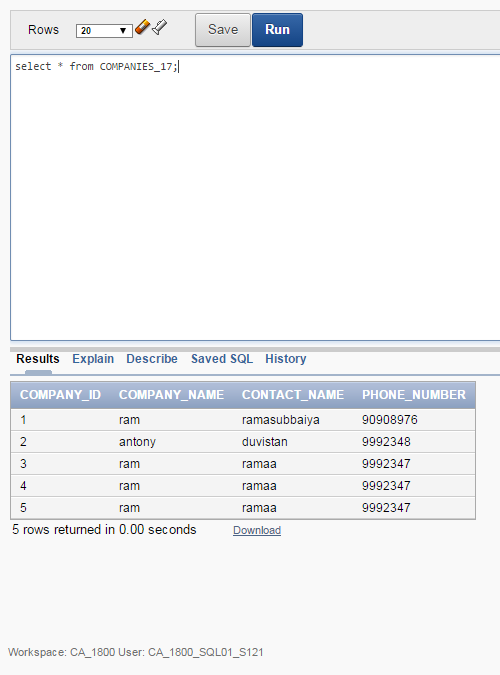 Rows 20 Save Run
select * from COMPANIES_17;
Results Explain Describe Saved SQL History
COMPANY_ID COMPANY_NAME CONTACT_NAME PHONE_NUMBER
1 ram ramasubbaiya 90908976
2 antony duvistan 9992348
3 ram ramaa 9992347
4 ram ramaa 9992347
5 ram ramaa 9992347
5 rows returned in 0.00 seconds Download
Workspace: CA_1800 User: CA_1800_SQL01_S121